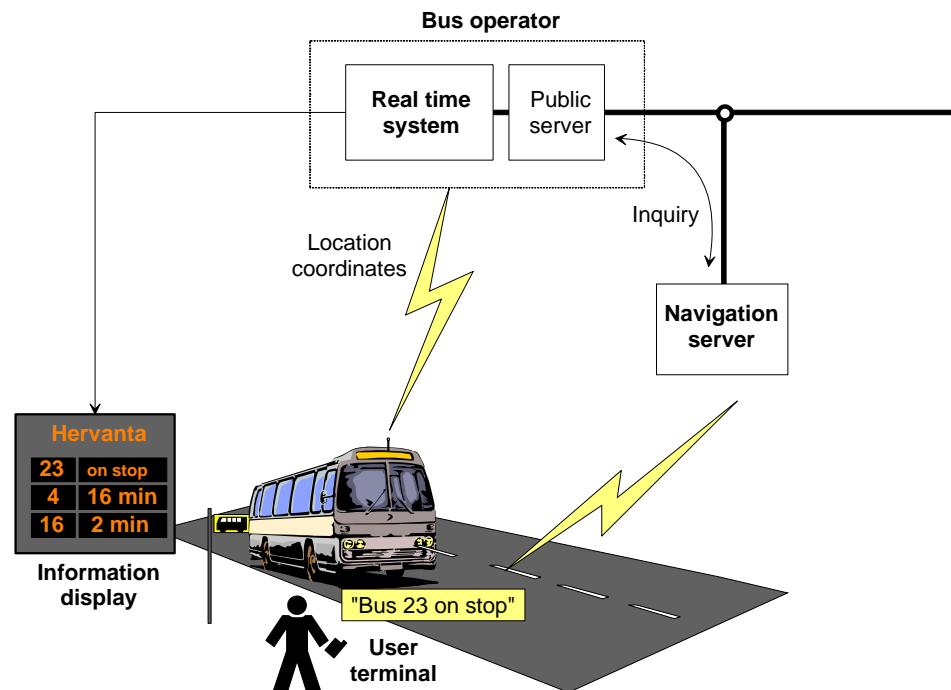 Bus operator
Real time
system
Public
server
Inquiry
Location
coordinates
Navigation
server
Hervanta
23 on stop
4 16 min
16 2 min
Information
display
"Bus 23 on stop"
User
terminal